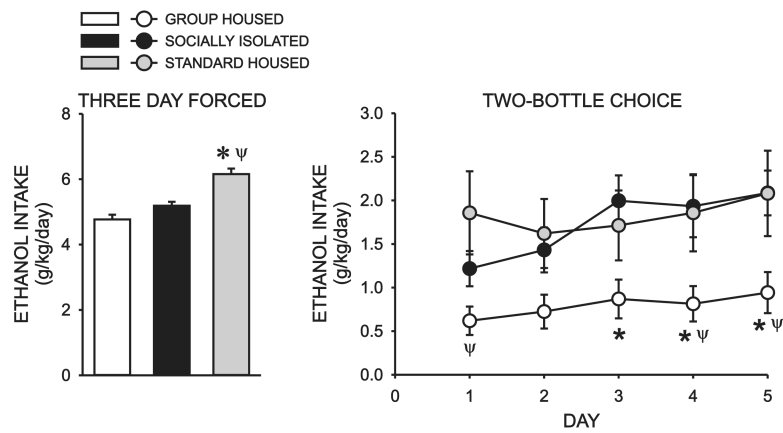 GROUP HOUSED
SOCIALLY ISOLATED
STANDARD HOUSED
THREE DAY FORCED
ETHANOL INTAKE
(g/kg/day)
8
6
4
2
0
* ψ
TWO-BOTTLE CHOICE
ETHANOL INTAKE
(g/kg/day)
3.0
2.5
2.0
1.5
1.0
0.5
0.0
ψ
*
* ψ
* ψ
0 1 2 3 4 5
DAY